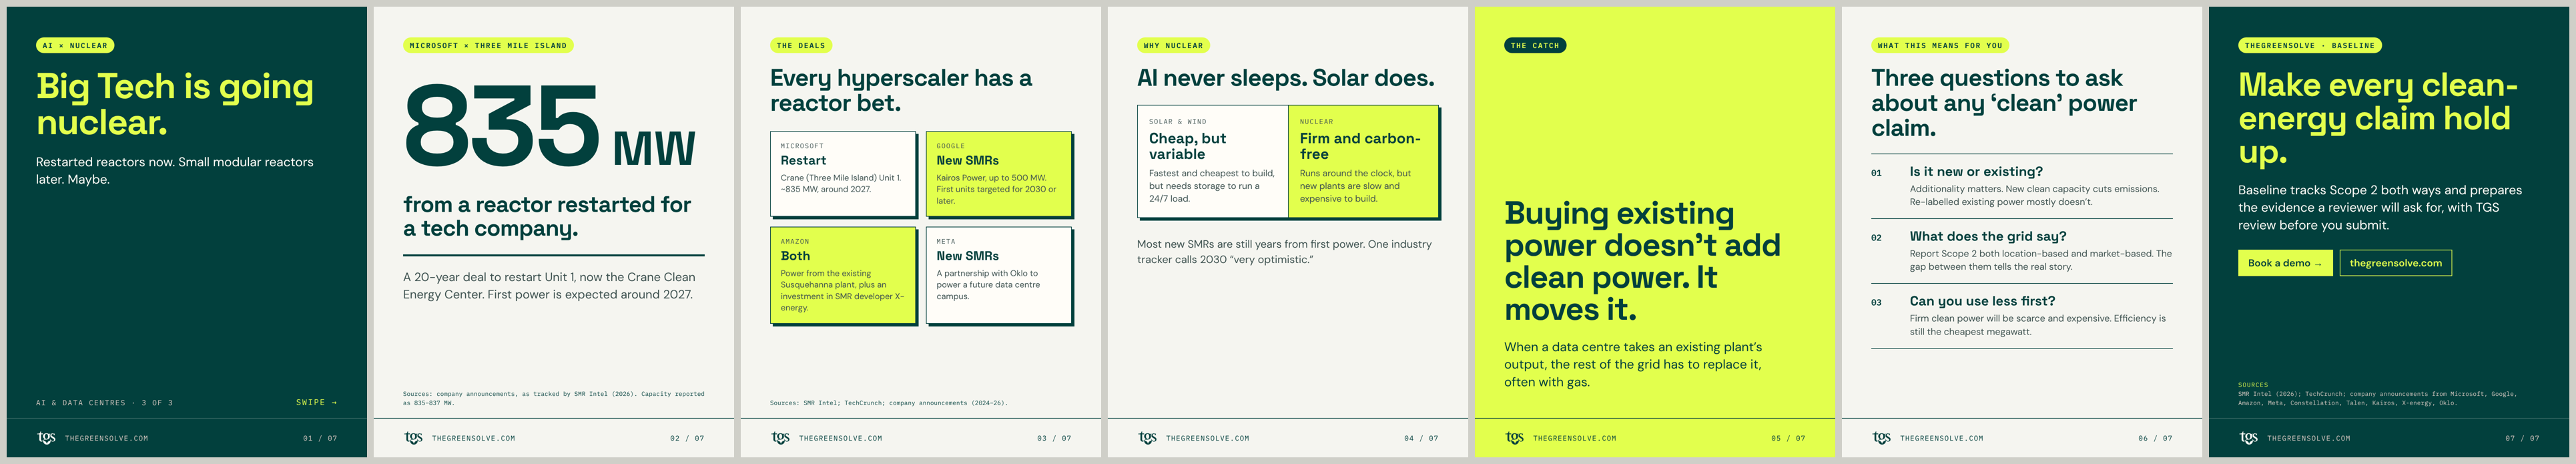 AI × NUCLEAR
Big Tech is going
nuclear.
Restarted reactors now. Small modular reactors
later. Maybe.
AI & DATA CENTRES · 3 OF 3
SWIPE →
tgs
THEGREENSOLVE.COM
01 / 07
MICROSOFT × THREE MILE ISLAND
835 MW
from a reactor restarted for
a tech company.
A 20-year deal to restart Unit 1, now the Crane Clean
Energy Center. First power is expected around 2027.
Sources: company announcements, as tracked by SMR Intel (2026). Capacity reported
as 835–837 MW.
tgs
THEGREENSOLVE.COM
02 / 07
THE DEALS
Every hyperscaler has a
reactor bet.
MICROSOFT
Restart
Crane (Three Mile Island) Unit 1.
~835 MW, around 2027.
GOOGLE
New SMRs
Kairos Power, up to 500 MW.
First units targeted for 2030 or
later.
AMAZON
Both
Power from the existing
Susquehanna plant, plus an
investment in SMR developer X-
energy.
META
New SMRs
A partnership with Oklo to
power a future data centre
campus.
Sources: SMR Intel; TechCrunch; company announcements (2024–26).
tgs
THEGREENSOLVE.COM
03 / 07
WHY NUCLEAR
AI never sleeps. Solar does.
SOLAR & WIND
Cheap, but
variable
Fastest and cheapest to build,
but needs storage to run a
24/7 load.
NUCLEAR
Firm and carbon-
free
Runs around the clock, but
new plants are slow and
expensive to build.
Most new SMRs are still years from first power. One industry
tracker calls 2030 “very optimistic.”
tgs
THEGREENSOLVE.COM
04 / 07
THE CATCH
Buying existing
power doesn’t add
clean power. It
moves it.
When a data centre takes an existing plant’s
output, the rest of the grid has to replace it,
often with gas.
tgs
THEGREENSOLVE.COM
05 / 07
WHAT THIS MEANS FOR YOU
Three questions to ask
about any ‘clean’ power
claim.
01
Is it new or existing?
Additionality matters. New clean capacity cuts emissions.
Re-labelled existing power mostly doesn’t.
02
What does the grid say?
Report Scope 2 both location-based and market-based. The
gap between them tells the real story.
03
Can you use less first?
Firm clean power will be scarce and expensive. Efficiency is
still the cheapest megawatt.
tgs
THEGREENSOLVE.COM
06 / 07
THEGREENSOLVE · BASELINE
Make every clean-
energy claim hold
up.
Baseline tracks Scope 2 both ways and prepares
the evidence a reviewer will ask for, with TGS
review before you submit.
Book a demo →
thegreensolve.com
SOURCES
SMR Intel (2026); TechCrunch; company announcements from Microsoft, Google,
Amazon, Meta, Constellation, Talen, Kairos, X-energy, Oklo.
tgs
THEGREENSOLVE.COM
07 / 07